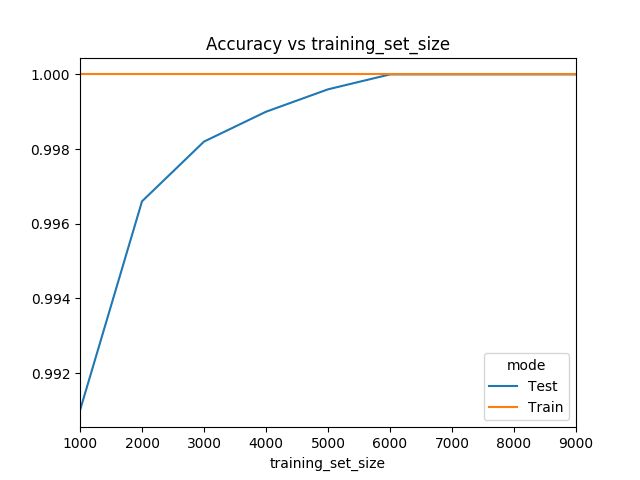 Accuracy vs training_set_size
1.000
0.998
0.996
0.994
0.992
1000 2000 3000 4000 5000 6000 7000 8000 9000
training_set_size
mode
Test
Train